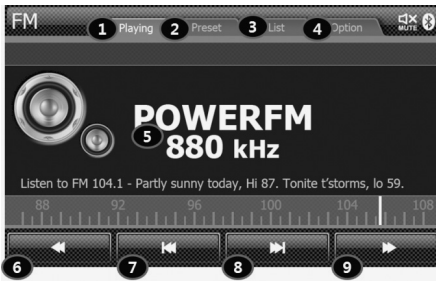 FM
1 Playing 2 Preset 3 List 4 Option MUTE
POWERFM
5
880 kHz
Listen to FM 104.1 - Partly sunny today, Hi 87. Tonite t'storms, lo 59.
88 92 96 100 104 108
6 7 8 9